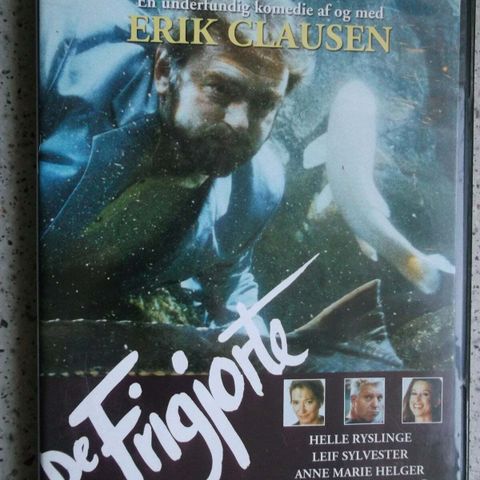 En underfundig komedie af og med
ERIK CLAUSEN
De Frigjorte
HELLE RYSLINGE
LEIF SYLVESTER
ANNE MARIE HELGER